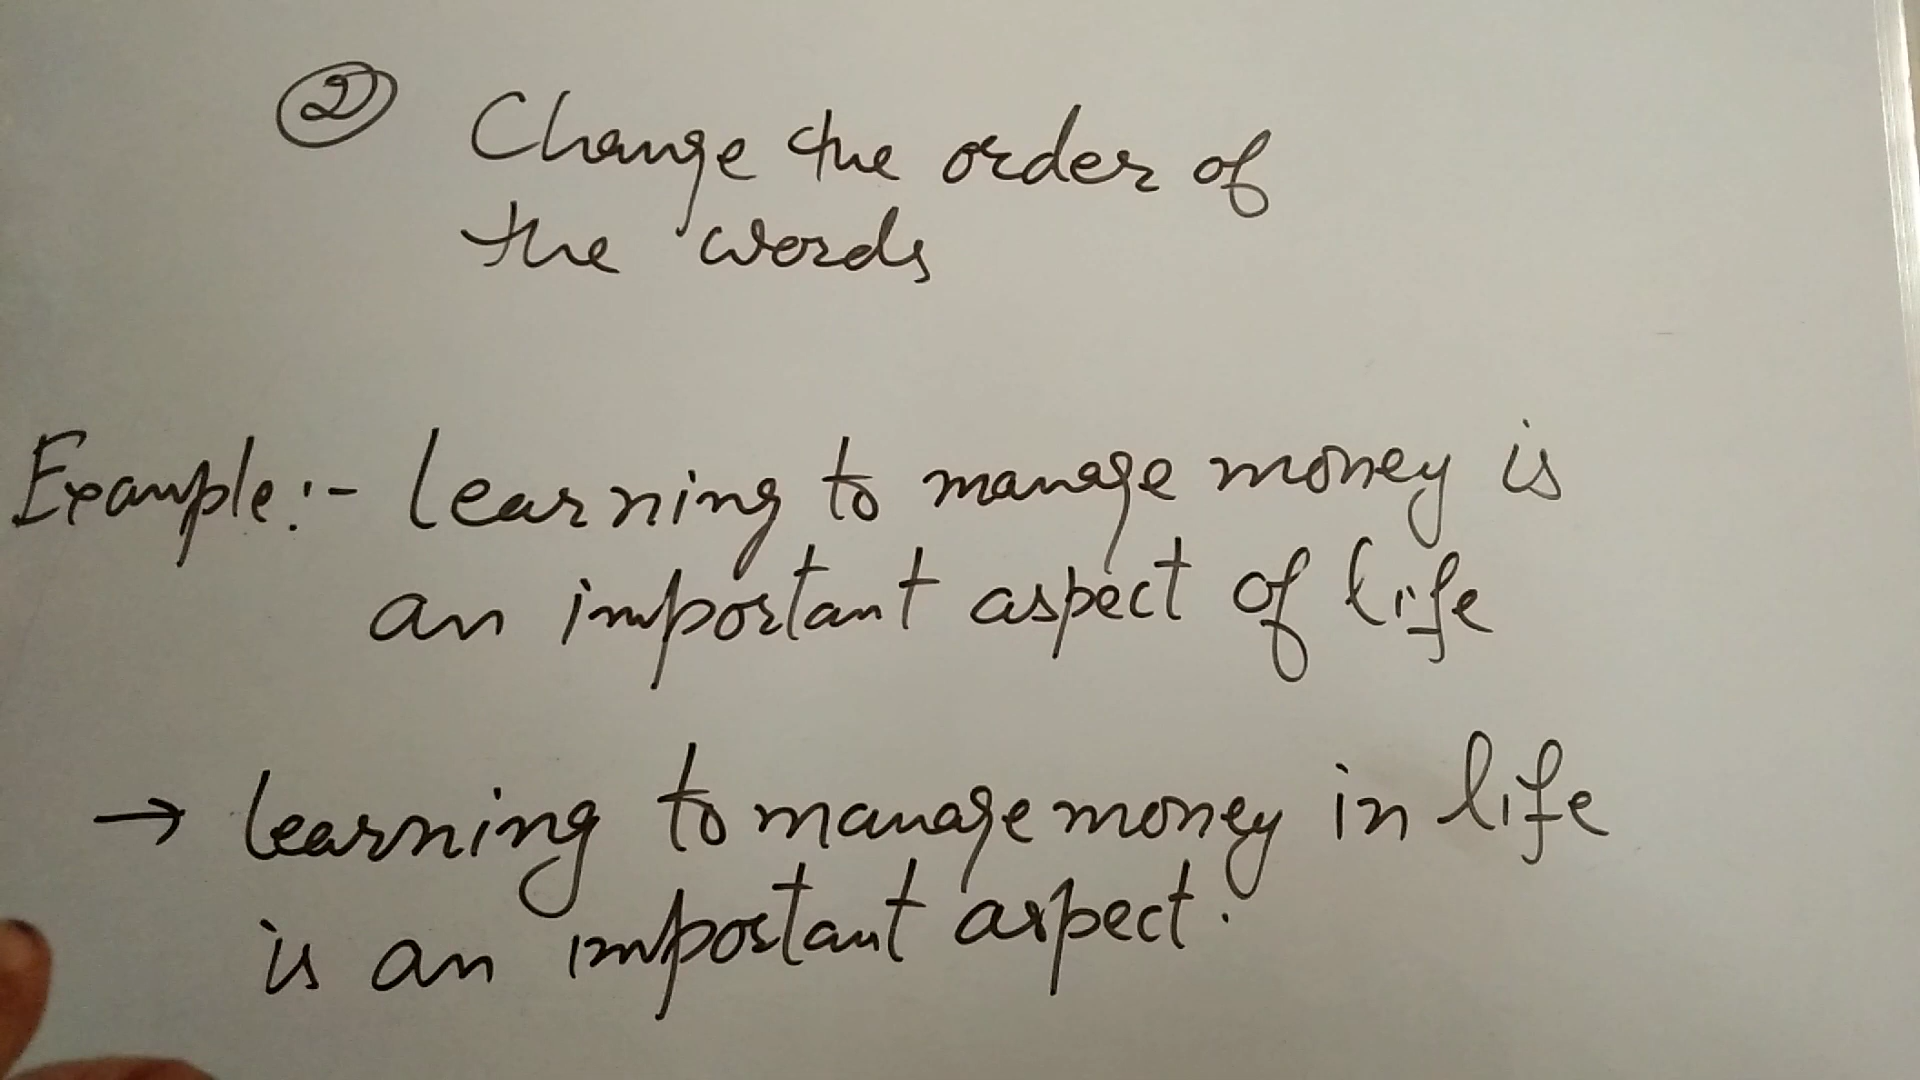 ② Change the order of
the words
Example:- learning to manage money is
an important aspect of life
→ learning to manage money in life
is an important aspect.